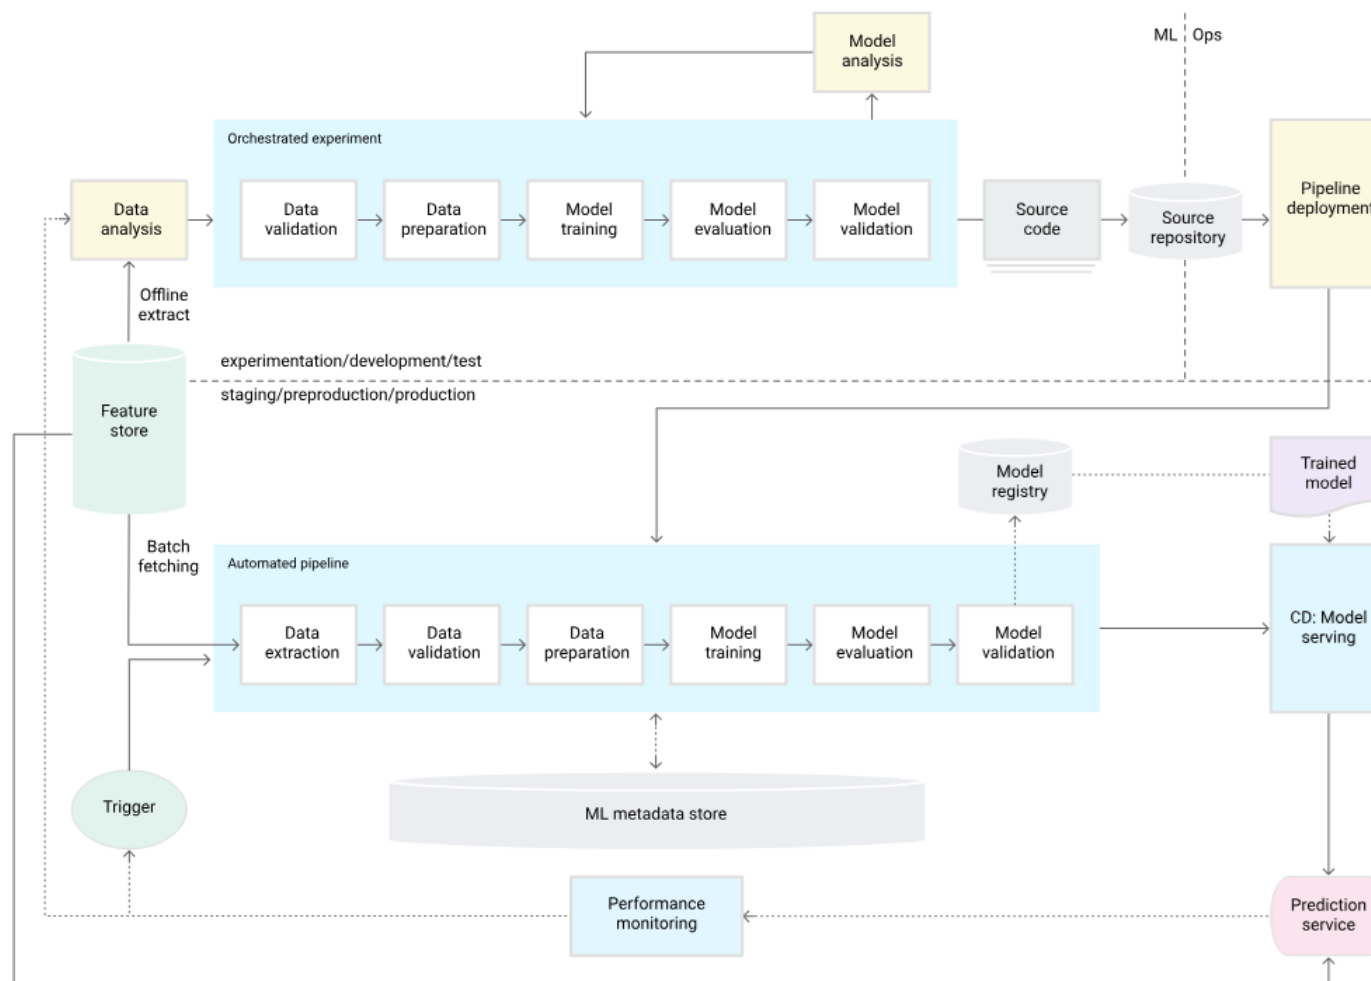 Model
analysis
ML
Ops
Orchestrated experiment
Data
analysis
Data
validation
Data
preparation
Model
training
Model
evaluation
Model
validation
Source
code
Source
repository
Pipeline
deployment
Offline
extract
experimentation/development/test
staging/preproduction/production
Feature
store
Model
registry
Trained
model
Batch
fetching
Automated pipeline
Data
extraction
Data
validation
Data
preparation
Model
training
Model
evaluation
Model
validation
CD: Model
serving
Trigger
ML metadata store
Performance
monitoring
Prediction
service